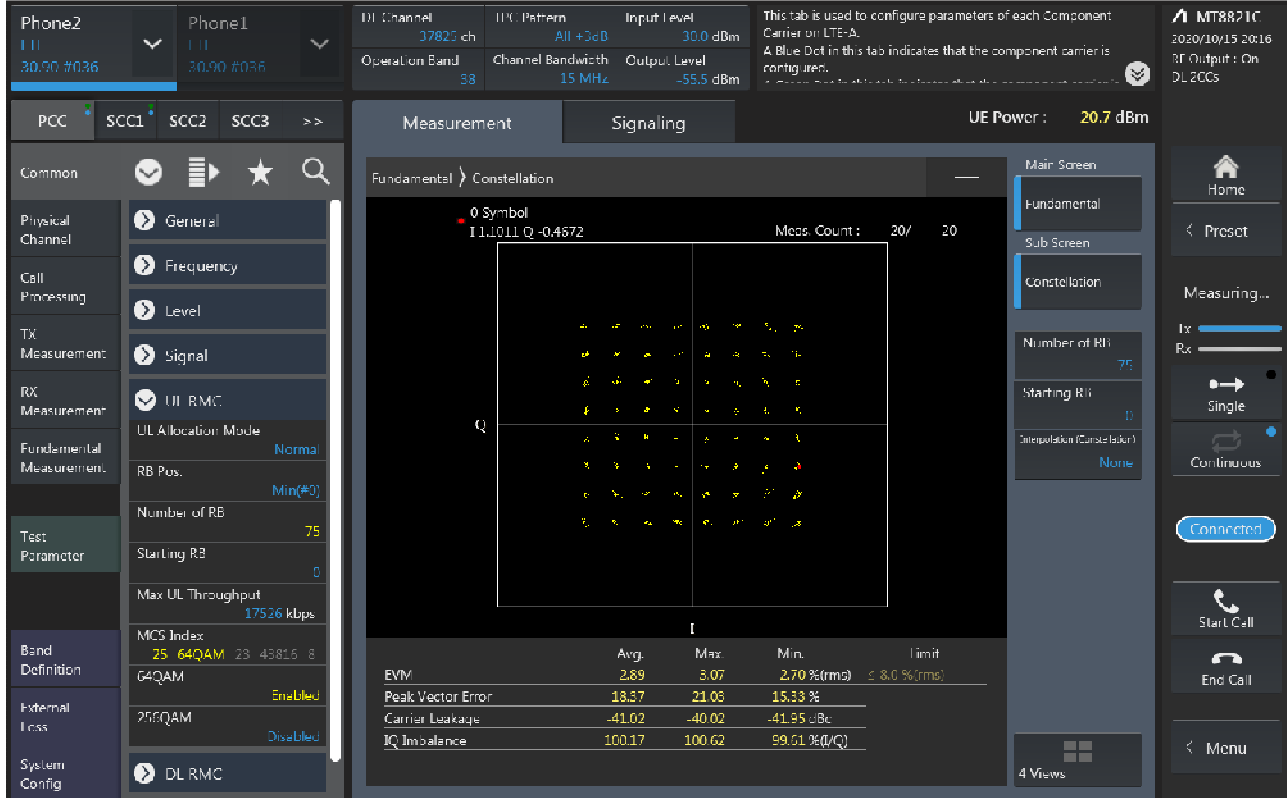 Phone2
LTE
30.90 #036
Phone1
LTE
30.90 #036
DL Channel
37825 ch
TPC Pattern
All +3dB
Input Level
30.0 dBm
Operation Band
38
Channel Bandwidth
15 MHz
Output Level
-55.5 dBm
This tab is used to configure parameters of each Component
Carrier on LTE-A.
A Blue Dot in this tab indicates that the component carrier is
configured.
MT8821C
2020/10/15 20:16
RF Output : On
DL 2CCs
PCC
SCC1
SCC2
SCC3
>>
Measurement
Signaling
UE Power : 20.7 dBm
Common
Physical
Channel
Call
Processing
TX
Measurement
RX
Measurement
Fundamental
Measurement
Test
Parameter
Band
Definition
External
Loss
System
Config
General
Frequency
Level
Signal
UL RMC
UL Allocation Mode
Normal
RB Pos.
Min(#0)
Number of RB
75
Starting RB
0
Max UL Throughput
17526 kbps
MCS Index
25 64QAM 23 43816 8
64QAM
Enabled
256QAM
Disabled
DL RMC
Fundamental
Constellation
0 Symbol
I 1.1011 Q -0.4672
Meas. Count : 20/ 20
Q
I
Avg. Max. Min. Limit
EVM 2.89 3.07 2.70 %(rms) ≤ 8.0 %(rms)
Peak Vector Error 18.37 21.03 15.33 %
Carrier Leakage -41.02 -40.02 -41.95 dBc
IQ Imbalance 100.17 100.62 99.61 %(I/Q)
Main Screen
Fundamental
Sub Screen
Constellation
Number of RB
75
Starting RB
0
Interpolation (Constellation)
None
4 Views
Home
Preset
Measuring...
Tx
Rx
Single
Continuous
Connected
Start Call
End Call
Menu